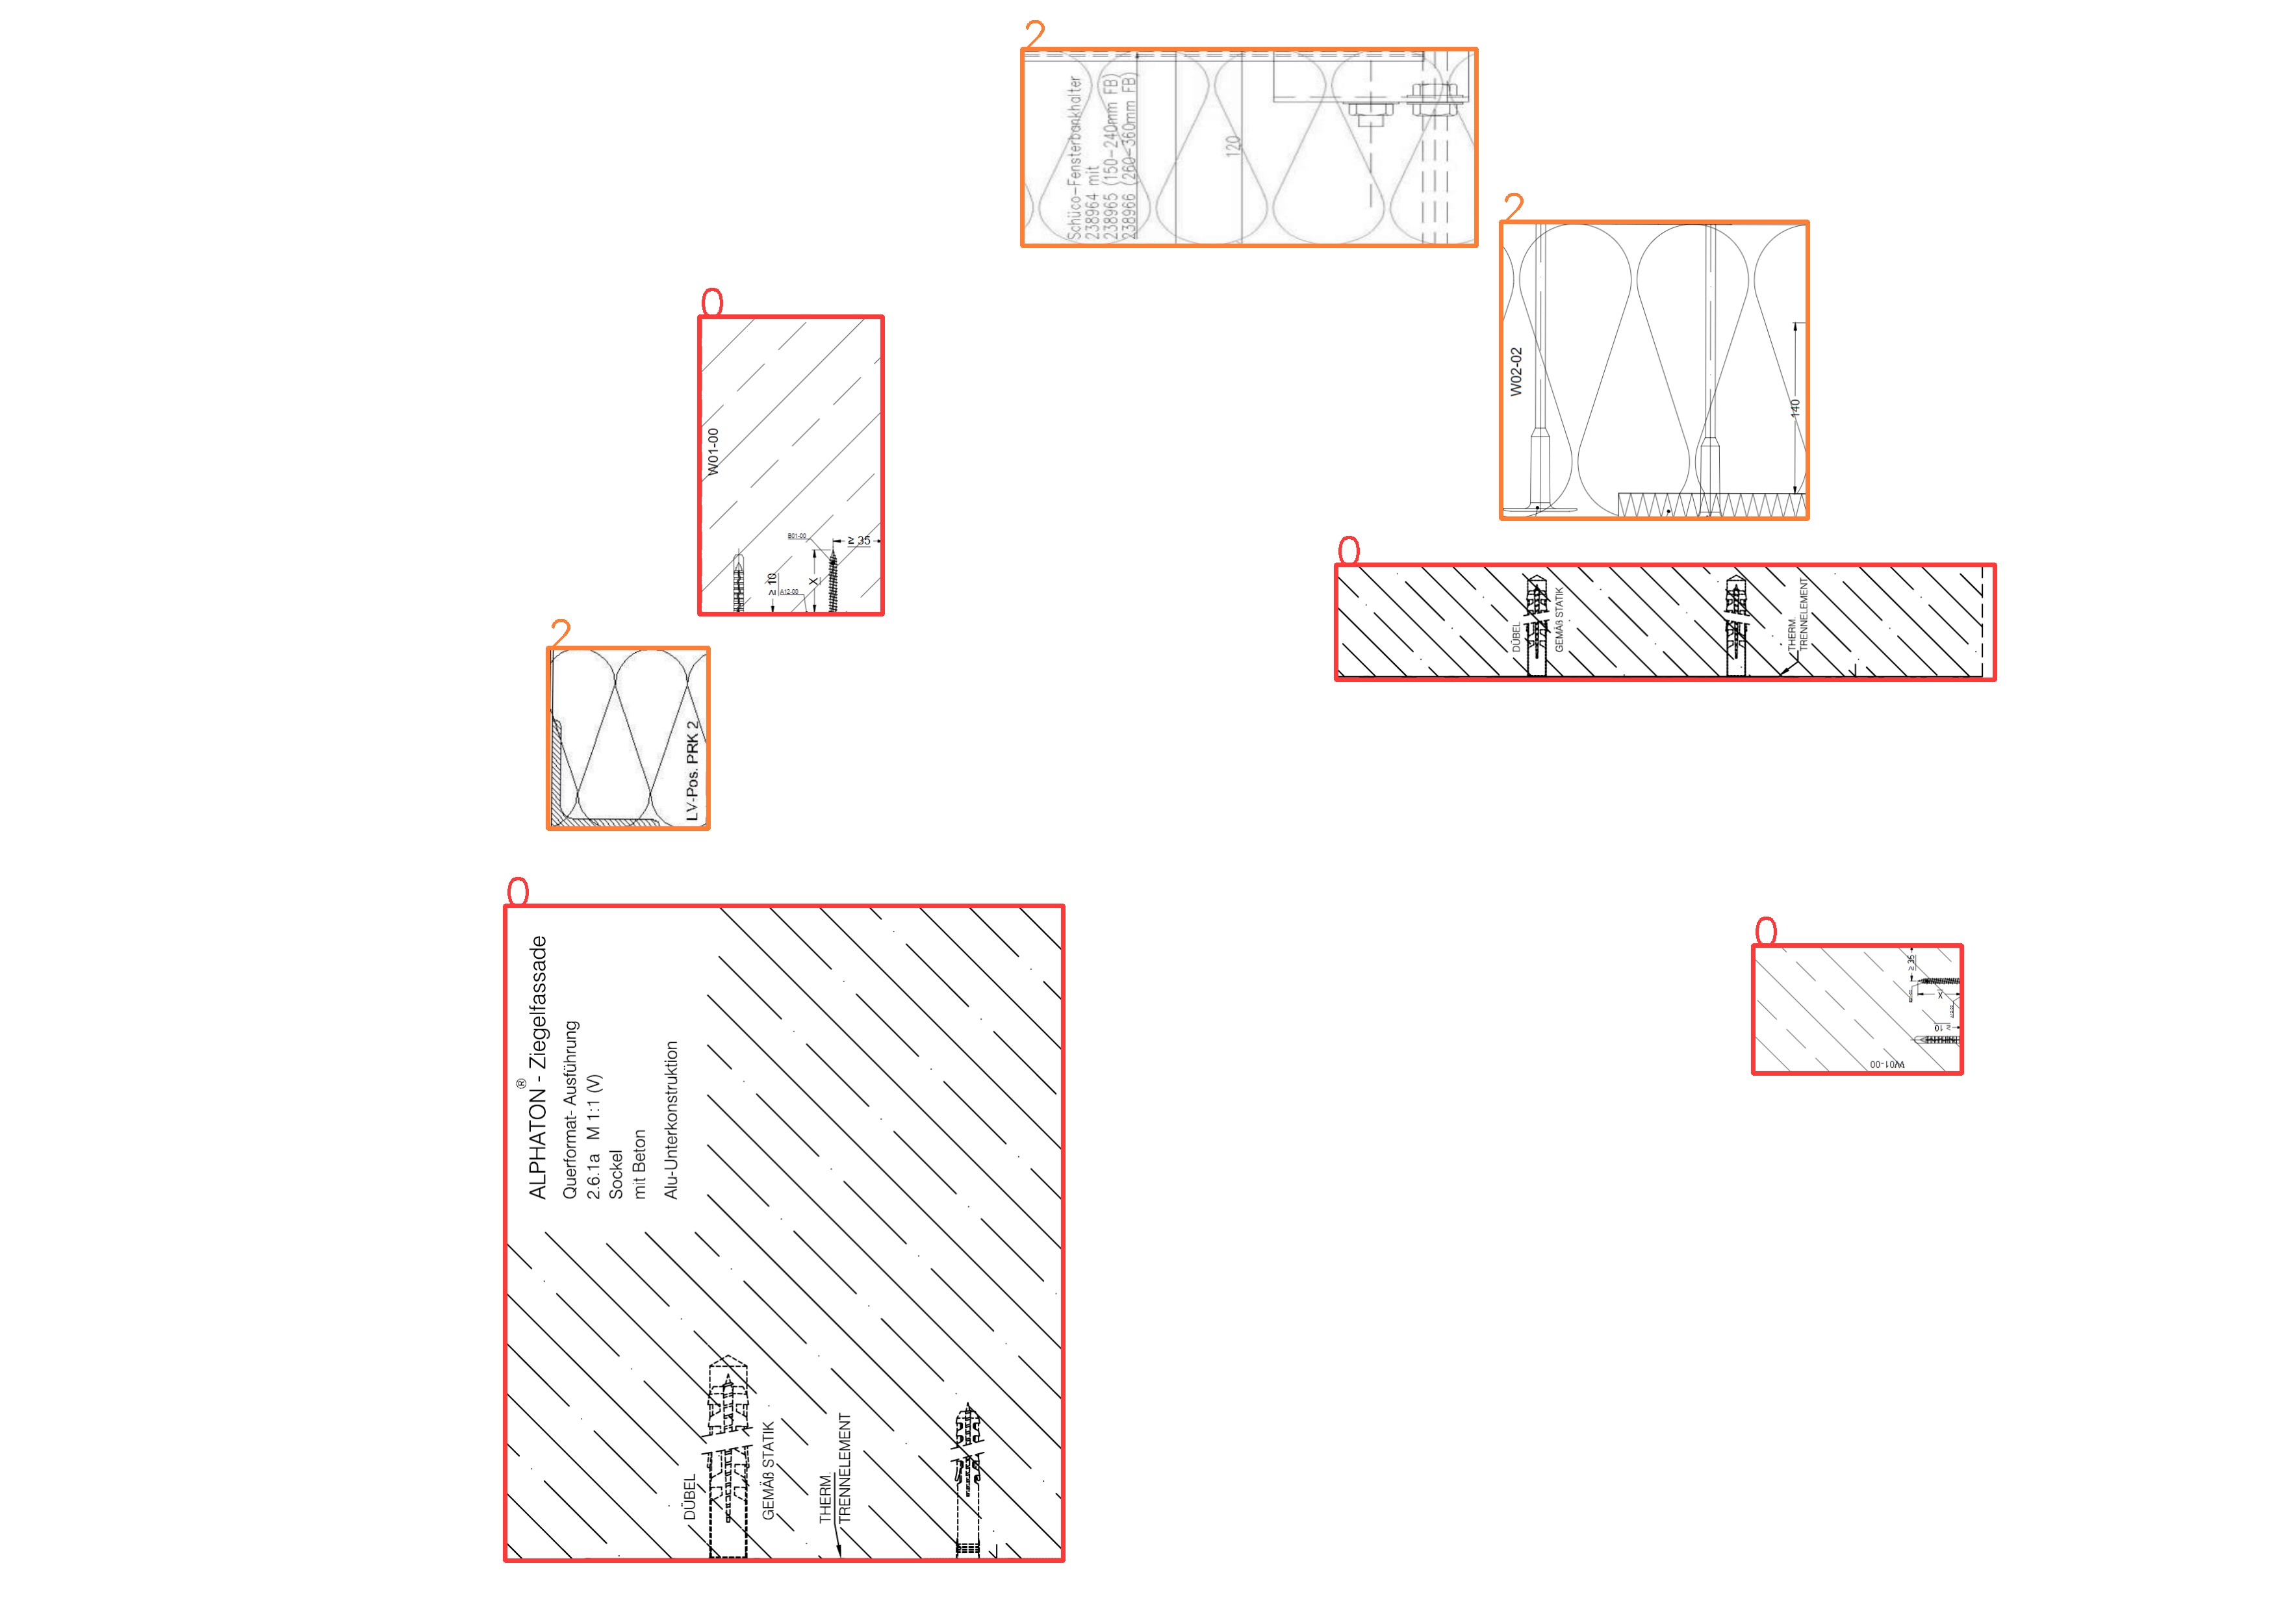 2
Schüco-Fensterbankhalter
238964 mit
238965 (150-240mm FB)
238966 (260-360mm FB)
120
2
W02-02
140
0
W01-00
B01-00
≥ 35
≥ 10
A12-00
X
0
DÜBEL
GEMÄß STATIK
THERM.
TRENNELEMENT
2
LV-Pos. PRK 2
0
ALPHATON® - Ziegelfassade
Querformat- Ausführung
2.6.1a M 1:1 (V)
Sockel
mit Beton
Alu-Unterkonstruktion
DÜBEL
GEMÄß STATIK
THERM.
TRENNELEMENT
0
≥ 35
X
≥ 10
W01-00